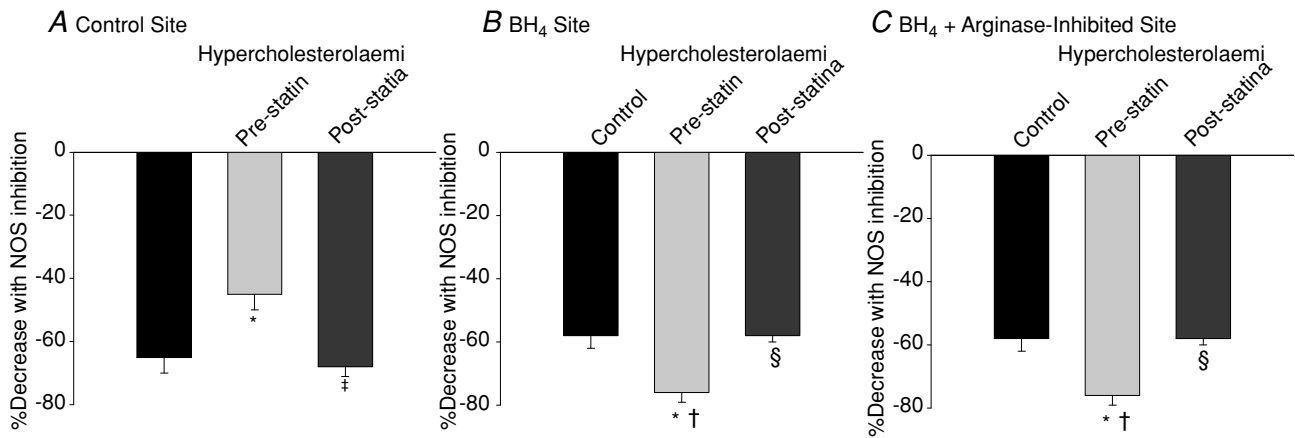 A Control Site
Hypercholesterolaemi
Pre-statin
Post-statia
%Decrease with NOS inhibition
0
-20
-40
-60
-80
*
‡
B BH4 Site
Hypercholesterolaemi
Control
Pre-statin
Post-statina
%Decrease with NOS inhibition
0
-20
-40
-60
-80
* †
§
C BH4 + Arginase-Inhibited Site
Hypercholesterolaemi
Control
Pre-statin
Post-statina
%Decrease with NOS inhibition
0
-20
-40
-60
-80
* †
§